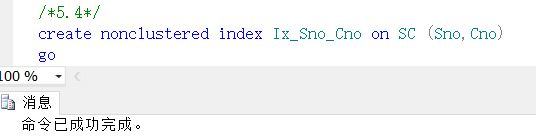 /*5.4*/
create nonclustered index Ix_Sno_Cno on SC (Sno,Cno)
go
100 %
消息
命令已成功完成。